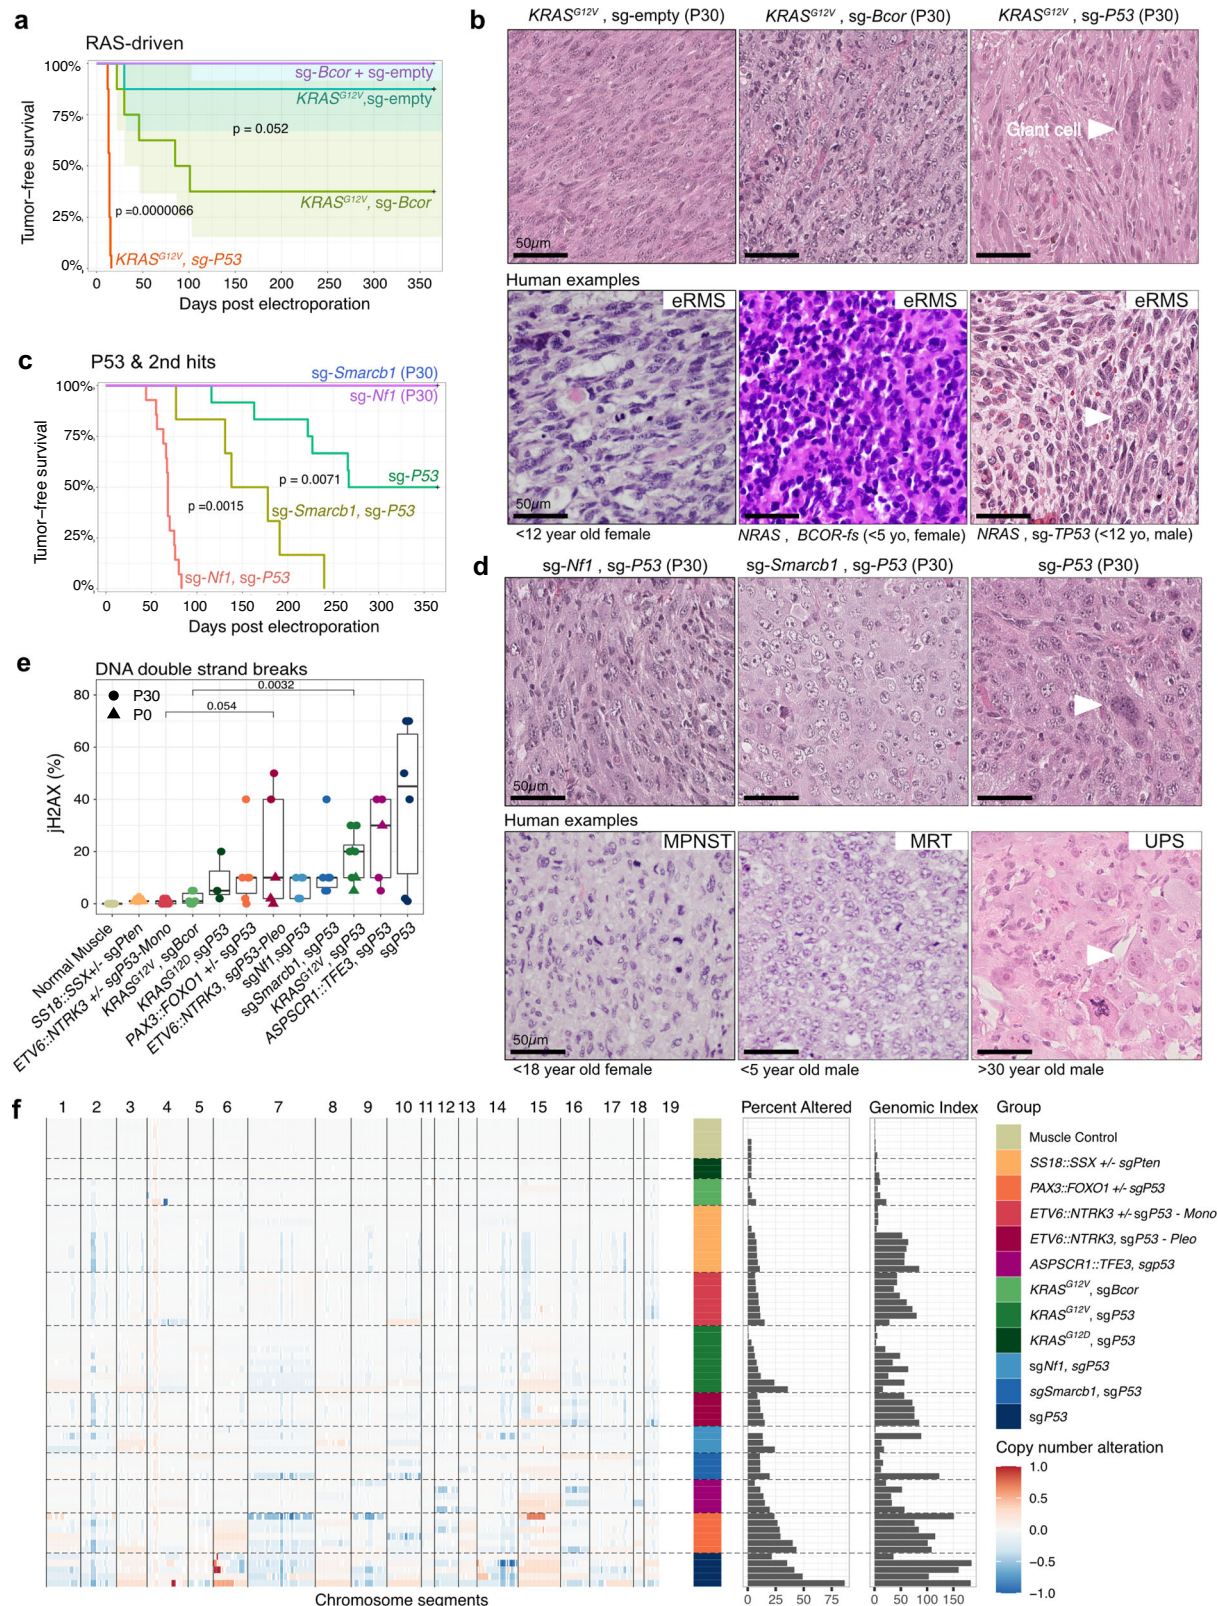 a
RAS-driven
100%
75%
50%
25%
0%
Tumor–free survival
sg-Bcor + sg-empty
KRASG12V,sg-empty
p = 0.052
KRASG12V, sg-Bcor
p =0.0000066
KRASG12V, sg-P53
0 50 100 150 200 250 300 350
Days post electroporation
b
KRASG12V , sg-empty (P30)
KRASG12V , sg-Bcor (P30)
KRASG12V , sg-P53 (P30)
Giant cell
50µm
Human examples
eRMS
eRMS
eRMS
50µm
<12 year old female
NRAS , BCOR-fs (<5 yo, female)
NRAS , sg-TP53 (<12 yo, male)
c
P53 & 2nd hits
sg-Smarcb1 (P30)
sg-Nf1 (P30)
100%
75%
50%
25%
0%
Tumor–free survival
sg-P53
p = 0.0071
p =0.0015
sg-Smarcb1, sg-P53
sg-Nf1, sg-P53
0 50 100 150 200 250 300 350
Days post electroporation
d
sg-Nf1 , sg-P53 (P30)
sg-Smarcb1 , sg-P53 (P30)
sg-P53 (P30)
50µm
Human examples
MPNST
MRT
UPS
50µm
<18 year old female
<5 year old male
>30 year old male
e
DNA double strand breaks
P30
P0
0.0032
0.054
80
60
40
20
0
jH2AX (%)
Normal Muscle
SS18::SSX+/- sgPten
ETV6::NTRK3 +/- sgP53-Mono
KRASG12V , sgBcor
KRASG12D , sgP53
PAX3::FOXO1 +/- sgP53
ETV6::NTRK3, sgP53-Pleo
sgNf1, sgP53
sgSmarcb1, sgP53
KRASG12V , sgP53
ASPSCR1::TFE3, sgP53
sgP53
f
1 2 3 4 5 6 7 8 9 10 11 12 13 14 15 16 17 18 19
Chromosome segments
Percent Altered
0 25 50 75
Genomic Index
0 50 100 150
Group
Muscle Control
SS18::SSX +/- sgPten
PAX3::FOXO1 +/- sgP53
ETV6::NTRK3 +/- sgP53 - Mono
ETV6::NTRK3, sgP53 - Pleo
ASPSCR1::TFE3, sgp53
KRASG12V, sgBcor
KRASG12V, sgP53
KRASG12D, sgP53
sgNf1, sgP53
sgSmarcb1, sgP53
sgP53
Copy number alteration
1.0
0.5
0.0
−0.5
−1.0